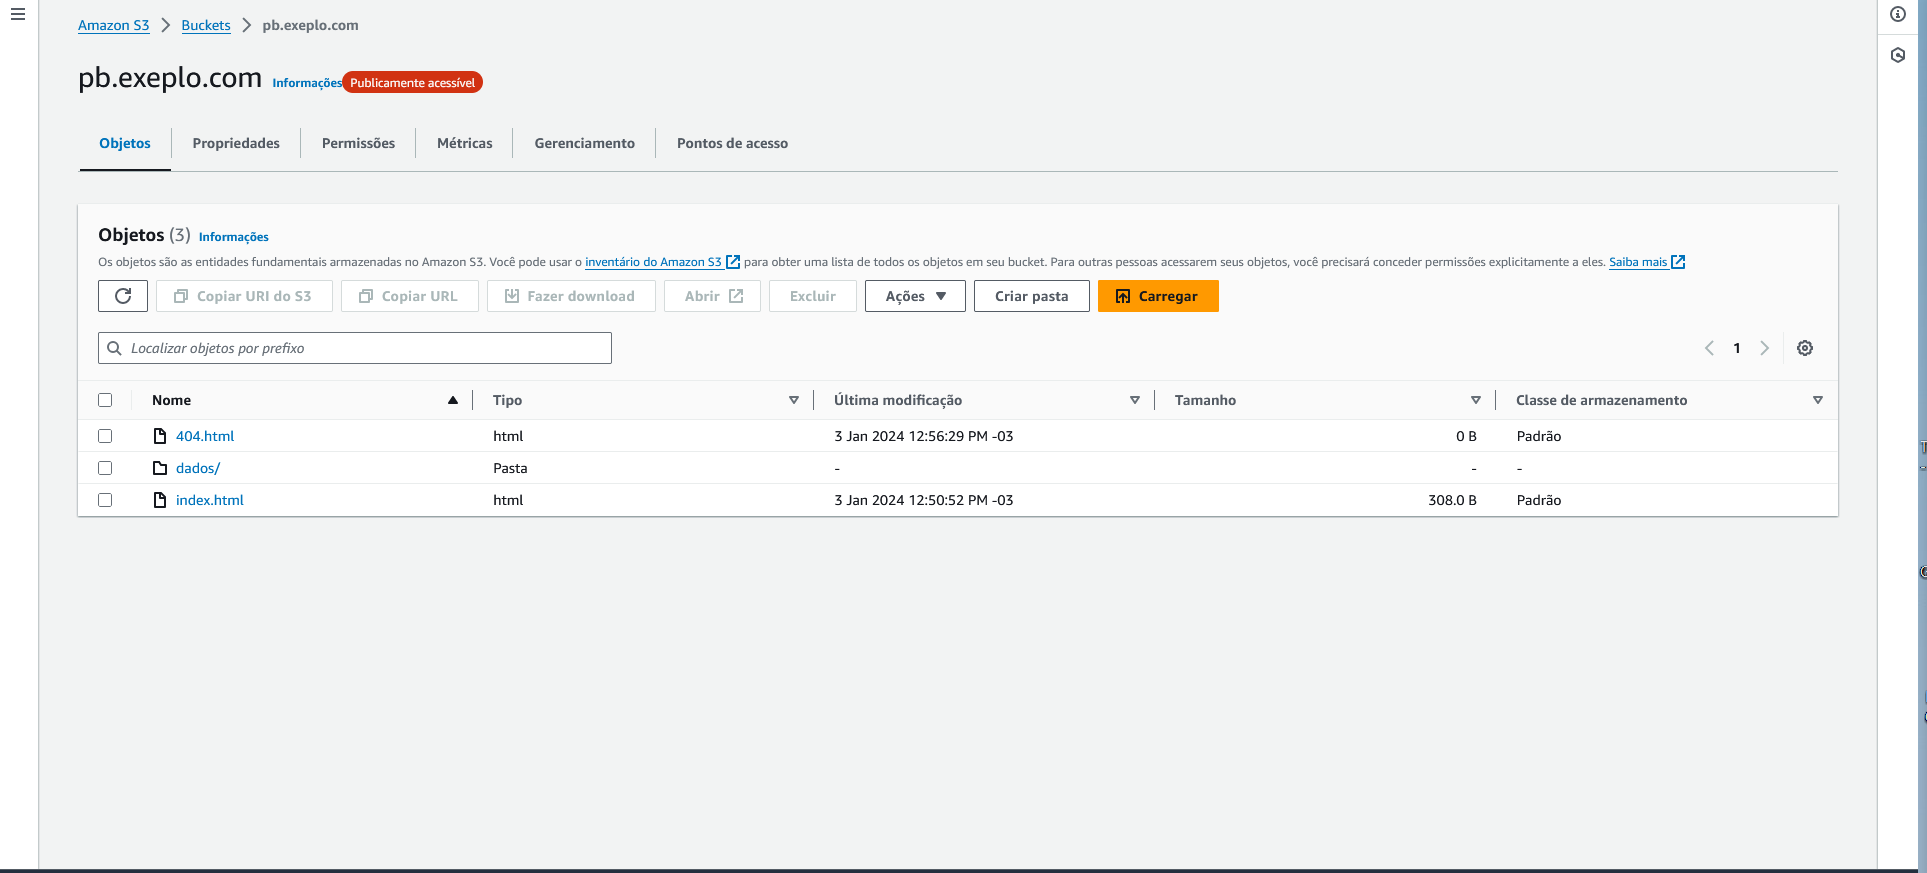 Amazon S3 > Buckets > pb.exeplo.com
pb.exeplo.com Informações Publicamente acessível
Objetos Propriedades Permissões Métricas Gerenciamento Pontos de acesso
Objetos (3) Informações
Os objetos são as entidades fundamentais armazenadas no Amazon S3. Você pode usar o inventário do Amazon S3 para obter uma lista de todos os objetos em seu bucket. Para outras pessoas acessarem seus objetos, você precisará conceder permissões explicitamente a eles. Saiba mais
Copiar URI do S3 Copiar URL Fazer download Abrir Excluir Ações Criar pasta Carregar
Localizar objetos por prefixo
1
Nome Tipo Última modificação Tamanho Classe de armazenamento
404.html html 3 Jan 2024 12:56:29 PM -03 0 B Padrão
dados/ Pasta - - -
index.html html 3 Jan 2024 12:50:52 PM -03 308.0 B Padrão